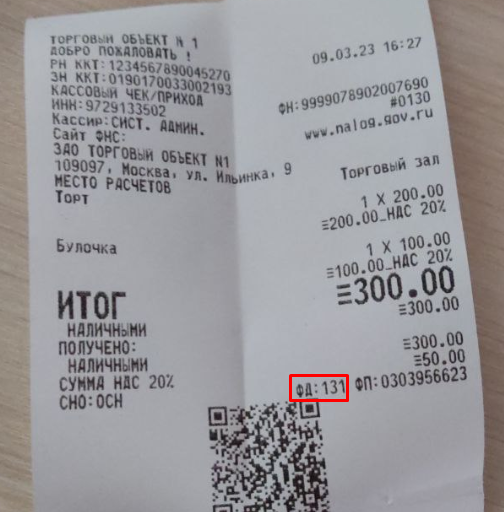 ТОРГОВЫЙ ОБЪЕКТ N 1
ДОБРО ПОЖАЛОВАТЬ !
09.03.23 16:27
РН ККТ:1234567890045270
ЗН ККТ:0190170033002193
КАССОВЫЙ ЧЕК/ПРИХОД
ФН:9999078902007690
ИНН:9729133502
#0130
Кассир:СИСТ. АДМИН.
www.nalog.gov.ru
Сайт ФНС:
ЗАО ТОРГОВЫЙ ОБЪЕКТ N1
109097, Москва, ул. Ильинка, 9
МЕСТО РАСЧЕТОВ
Торговый зал
Торт
1 X 200.00
≡200.00_НДС 20%
Булочка
1 X 100.00
≡100.00_НДС 20%
ИТОГ ≡300.00
НАЛИЧНЫМИ ≡300.00
ПОЛУЧЕНО:
НАЛИЧНЫМИ ≡300.00
СУММА НДС 20% ≡50.00
СНО:ОСН ФД:131 ФП:0303956623